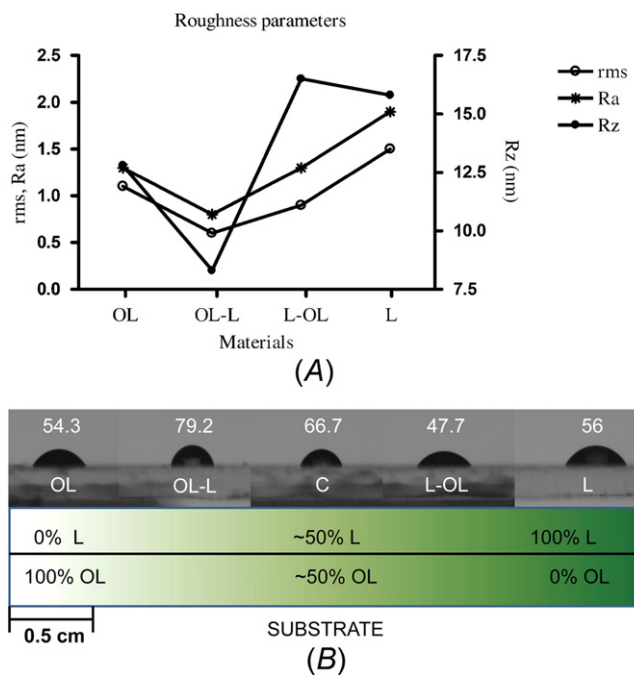 Roughness parameters
2.5
2.0
1.5
1.0
0.5
0.0
rms, Ra (nm)
17.5
15.0
12.5
10.0
7.5
Rz (nm)
rms
Ra
Rz
OL OL-L L-OL L
Materials
(A)
54.3 79.2 66.7 47.7 56
OL OL-L C L-OL L
0% L ~50% L 100% L
100% OL ~50% OL 0% OL
0.5 cm
SUBSTRATE
(B)